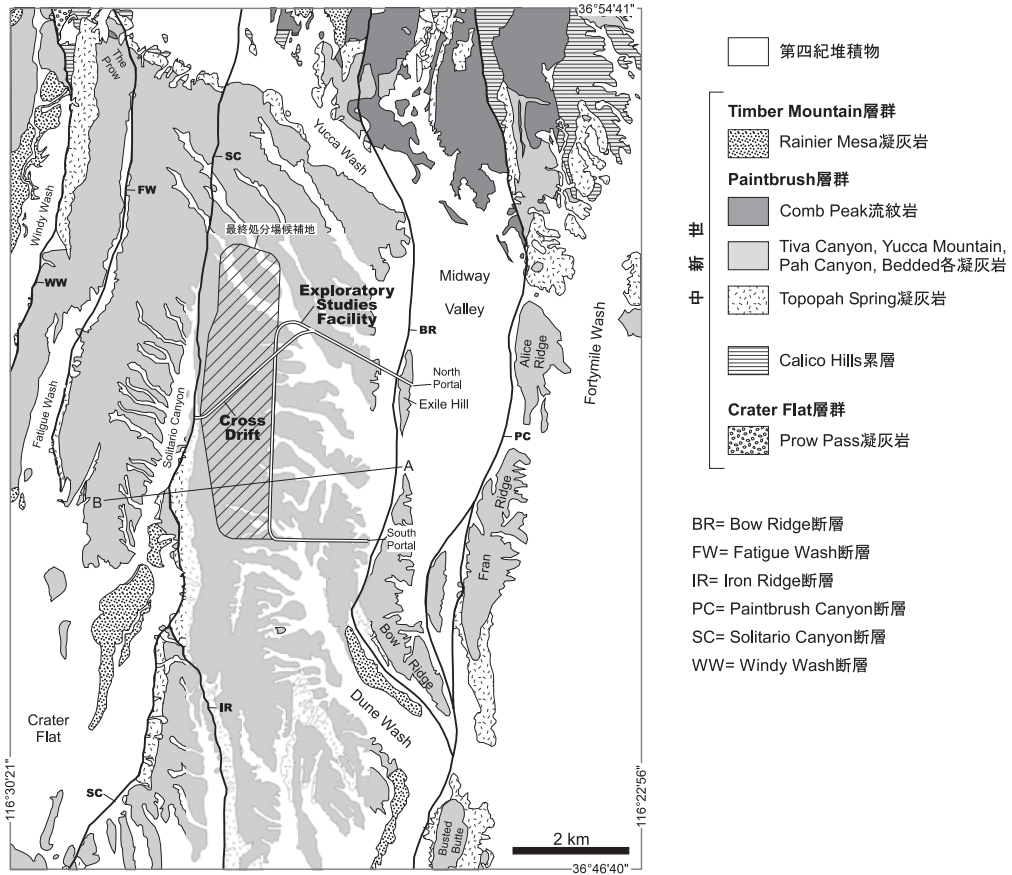 36°54'41"
The
Prow
Yucca Wash
SC
FW
Windy Wash
WW
最終処分場候補地
Exploratory
Studies
Facility
Midway
Valley
BR
North
Portal
Exile Hill
Alice
Ridge
Fortymile Wash
Fatigue Wash
Solitario Canyon
Cross
Drift
PC
A
B
South
Portal
Fran
Ridge
Bow
Ridge
Dune Wash
IR
Crater
Flat
SC
Busted
Butte
2 km
116°30'21"
116°22'56"
36°46'40"
第四紀堆積物
中新世
Timber Mountain層群
Rainier Mesa凝灰岩
Paintbrush層群
Comb Peak流紋岩
Tiva Canyon, Yucca Mountain,
Pah Canyon, Bedded各凝灰岩
Topopah Spring凝灰岩
Calico Hills累層
Crater Flat層群
Prow Pass凝灰岩
BR= Bow Ridge断層
FW= Fatigue Wash断層
IR= Iron Ridge断層
PC= Paintbrush Canyon断層
SC= Solitario Canyon断層
WW= Windy Wash断層